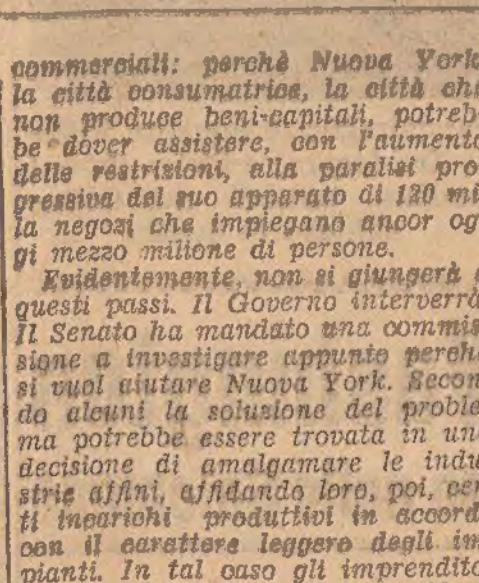 commerciali: perchè Nuova York
la città consumatrice, la città che
non produce beni-capitali, potreb-
be dover assistere, con l'aumento
delle restrizioni, alla paralisi pro-
gressiva del suo apparato di 120 mi-
la negozi che impiegano ancor og-
gi mezzo milione di persone.
Evidentemente, non si giungerà a
questi passi. Il Governo interverrà
Il Senato ha mandato una commis-
sione a investigare appunto perchè
si vuol aiutare Nuova York. Secon-
do alcuni la soluzione del proble-
ma potrebbe essere trovata in una
decisione di amalgamare le indu-
strie affini, affidando loro, poi, cer-
ti incarichi produttivi in accord
con il carattere leggero degli im-
pianti. In tal caso gli imprendito